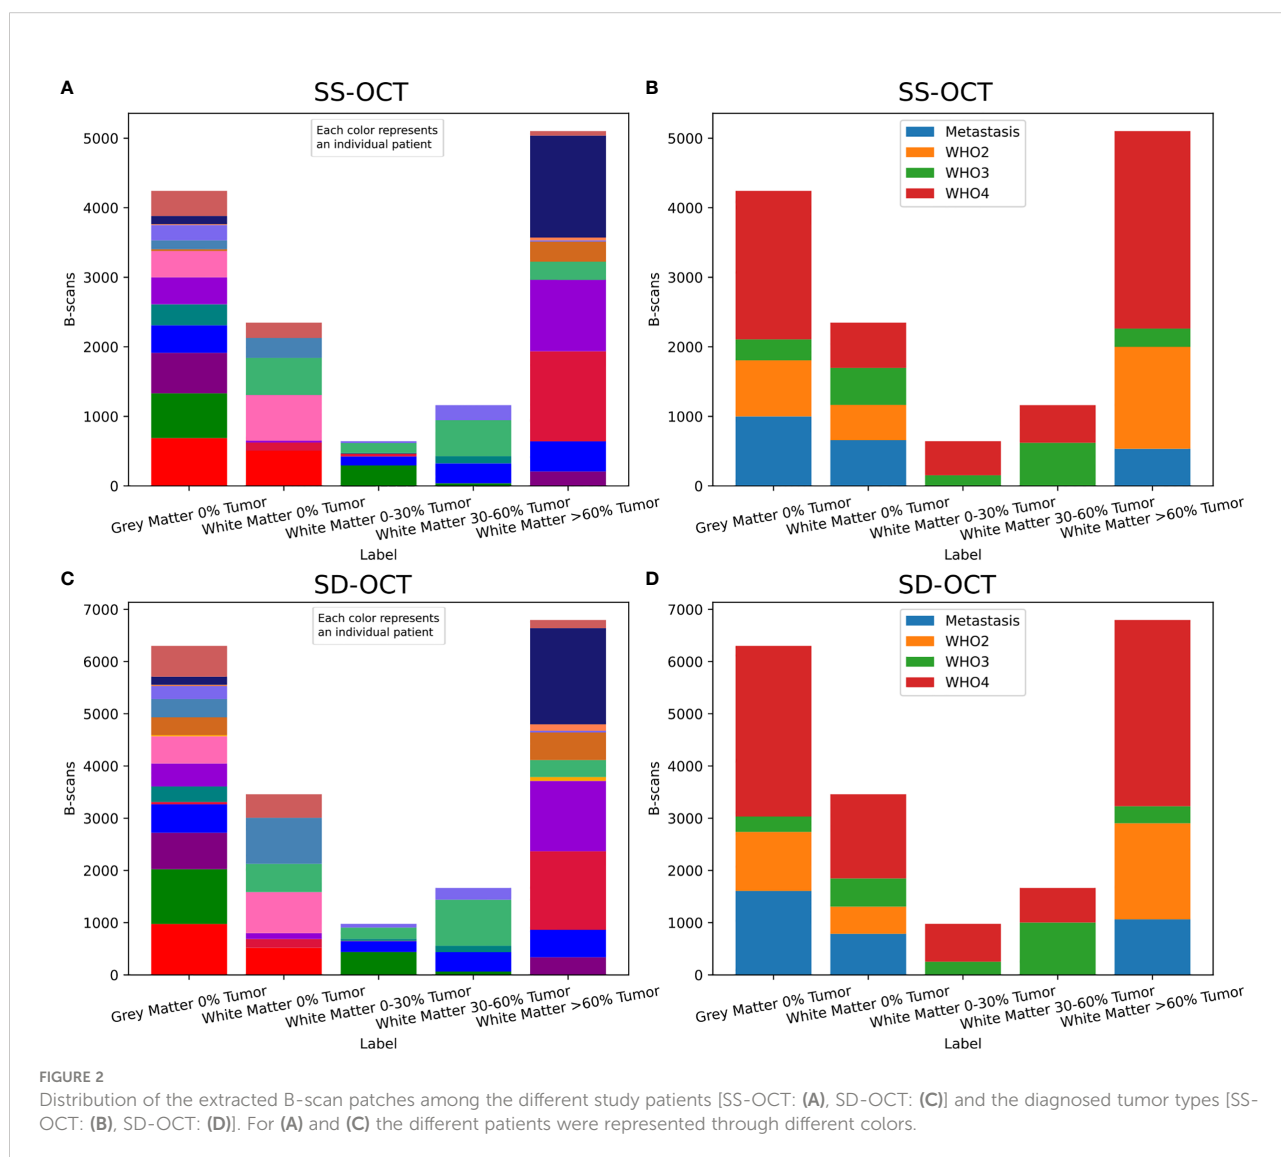 A
SS-OCT
Each color represents
an individual patient
B-scans
5000
4000
3000
2000
1000
0
Grey Matter 0% Tumor
White Matter 0% Tumor
White Matter 0-30% Tumor
White Matter 30-60% Tumor
White Matter >60% Tumor
Label
B
SS-OCT
Metastasis
WHO2
WHO3
WHO4
B-scans
5000
4000
3000
2000
1000
0
Grey Matter 0% Tumor
White Matter 0% Tumor
White Matter 0-30% Tumor
White Matter 30-60% Tumor
White Matter >60% Tumor
Label
C
SD-OCT
Each color represents
an individual patient
B-scans
7000
6000
5000
4000
3000
2000
1000
0
Grey Matter 0% Tumor
White Matter 0% Tumor
White Matter 0-30% Tumor
White Matter 30-60% Tumor
White Matter >60% Tumor
Label
D
SD-OCT
Metastasis
WHO2
WHO3
WHO4
B-scans
7000
6000
5000
4000
3000
2000
1000
0
Grey Matter 0% Tumor
White Matter 0% Tumor
White Matter 0-30% Tumor
White Matter 30-60% Tumor
White Matter >60% Tumor
Label
FIGURE 2
Distribution of the extracted B-scan patches among the different study patients [SS-OCT: (A), SD-OCT: (C)] and the diagnosed tumor types [SS-
OCT: (B), SD-OCT: (D)]. For (A) and (C) the different patients were represented through different colors.